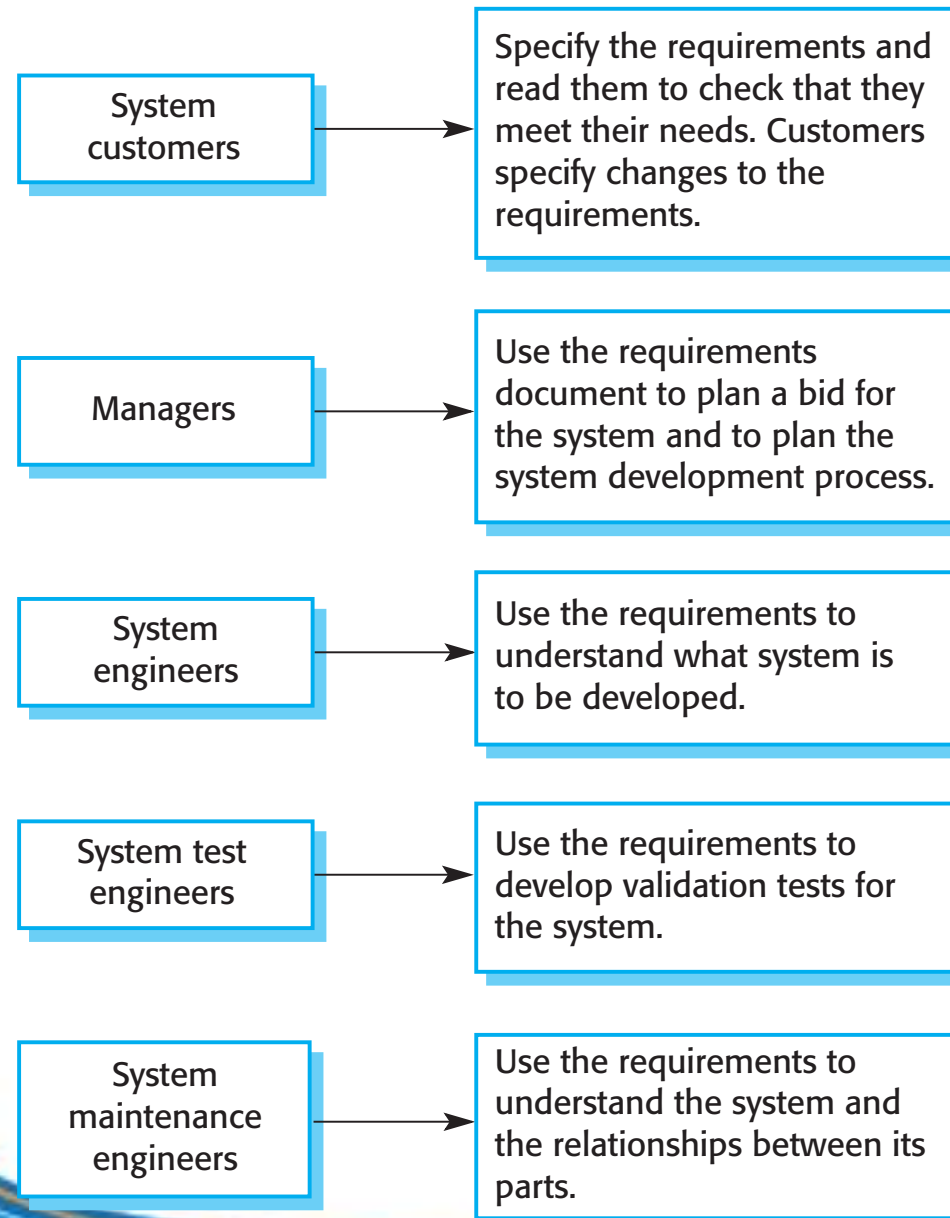 System
customers
Specify the requirements and
read them to check that they
meet their needs. Customers
specify changes to the
requirements.
Managers
Use the requirements
document to plan a bid for
the system and to plan the
system development process.
System
engineers
Use the requirements to
understand what system is
to be developed.
System test
engineers
Use the requirements to
develop validation tests for
the system.
System
maintenance
engineers
Use the requirements to
understand the system and
the relationships between its
parts.